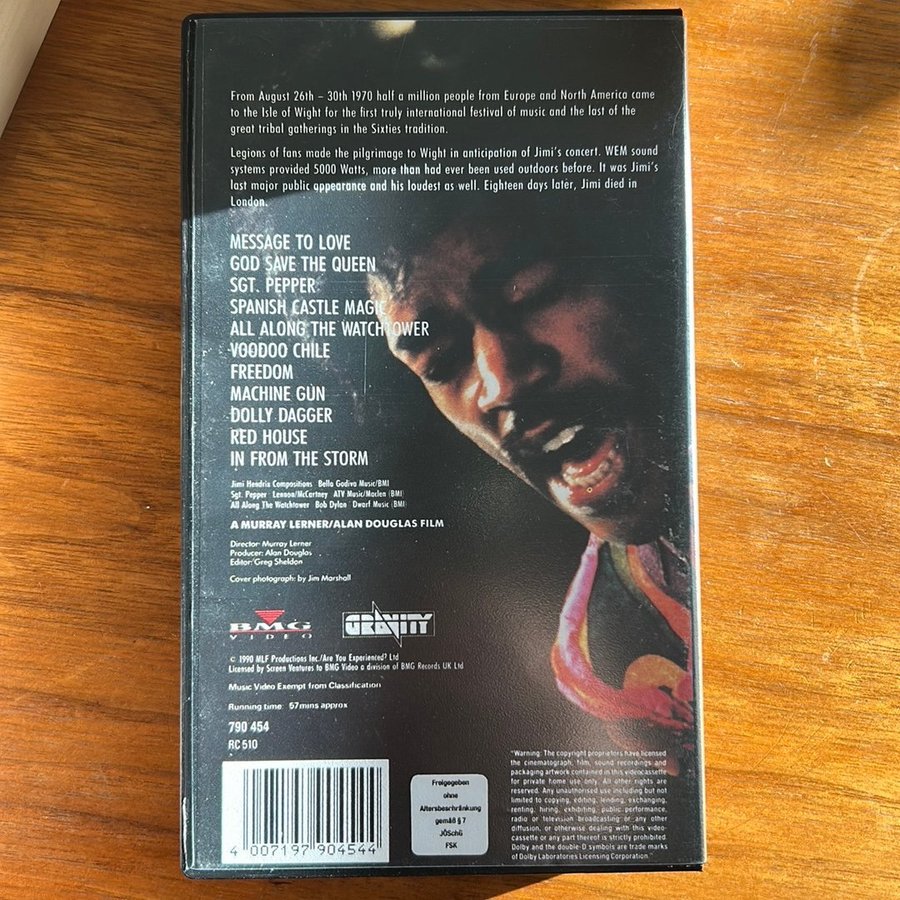 From August 26th – 30th 1970 half a million people from Europe and North America came
to the Isle of Wight for the first truly international festival of music and the last of the
great tribal gatherings in the Sixties tradition.
Legions of fans made the pilgrimage to Wight in anticipation of Jimi's concert. WEM sound
systems provided 5000 Watts, more than had ever been used outdoors before. It was Jimi's
last major public appearance and his loudest as well. Eighteen days later, Jimi died in
London.
MESSAGE TO LOVE
GOD SAVE THE QUEEN
SGT. PEPPER
SPANISH CASTLE MAGIC
ALL ALONG THE WATCHTOWER
VOODOO CHILE
FREEDOM
MACHINE GUN
DOLLY DAGGER
RED HOUSE
IN FROM THE STORM
Jimi Hendrix Compositions Bella Godiva Music/BMI
Sgt. Pepper Lennon/McCartney ATV Music/Maclen (BMI)
All Along The Watchtower Bob Dylan Dwarf Music (BMI)
A MURRAY LERNER/ALAN DOUGLAS FILM
Director: Murray Lerner
Producer: Alan Douglas
Editor: Greg Sheldon
Cover photograph: by Jim Marshall
BMG
VIDEO
GRAVITY
© 1990 MLF Productions Inc./Are You Experienced? Ltd
Licensed by Screen Ventures to BMG Video a division of BMG Records UK Ltd
Music Video Exempt from Classification
Running time: 57mins approx
790 454
RC 510
4 007197 904544
Freigegeben
ohne
Altersbeschränkung
gemäß § 7
JÖSchG
FSK
"Warning: The copyright proprietors have licensed
the cinematograph, film, sound recordings and
packaging artwork contained in this videocassette
for private home use only. All other rights are
reserved. Any unauthorised use including but not
limited to copying, editing, lending, exchanging,
renting, hiring, exhibiting, public performance,
radio or television broadcasting or any other
diffusion, or otherwise dealing with this video-
cassette or any part thereof is strictly prohibited.
Dolby and the double-D symbols are trade marks
of Dolby Laboratories Licensing Corporation."